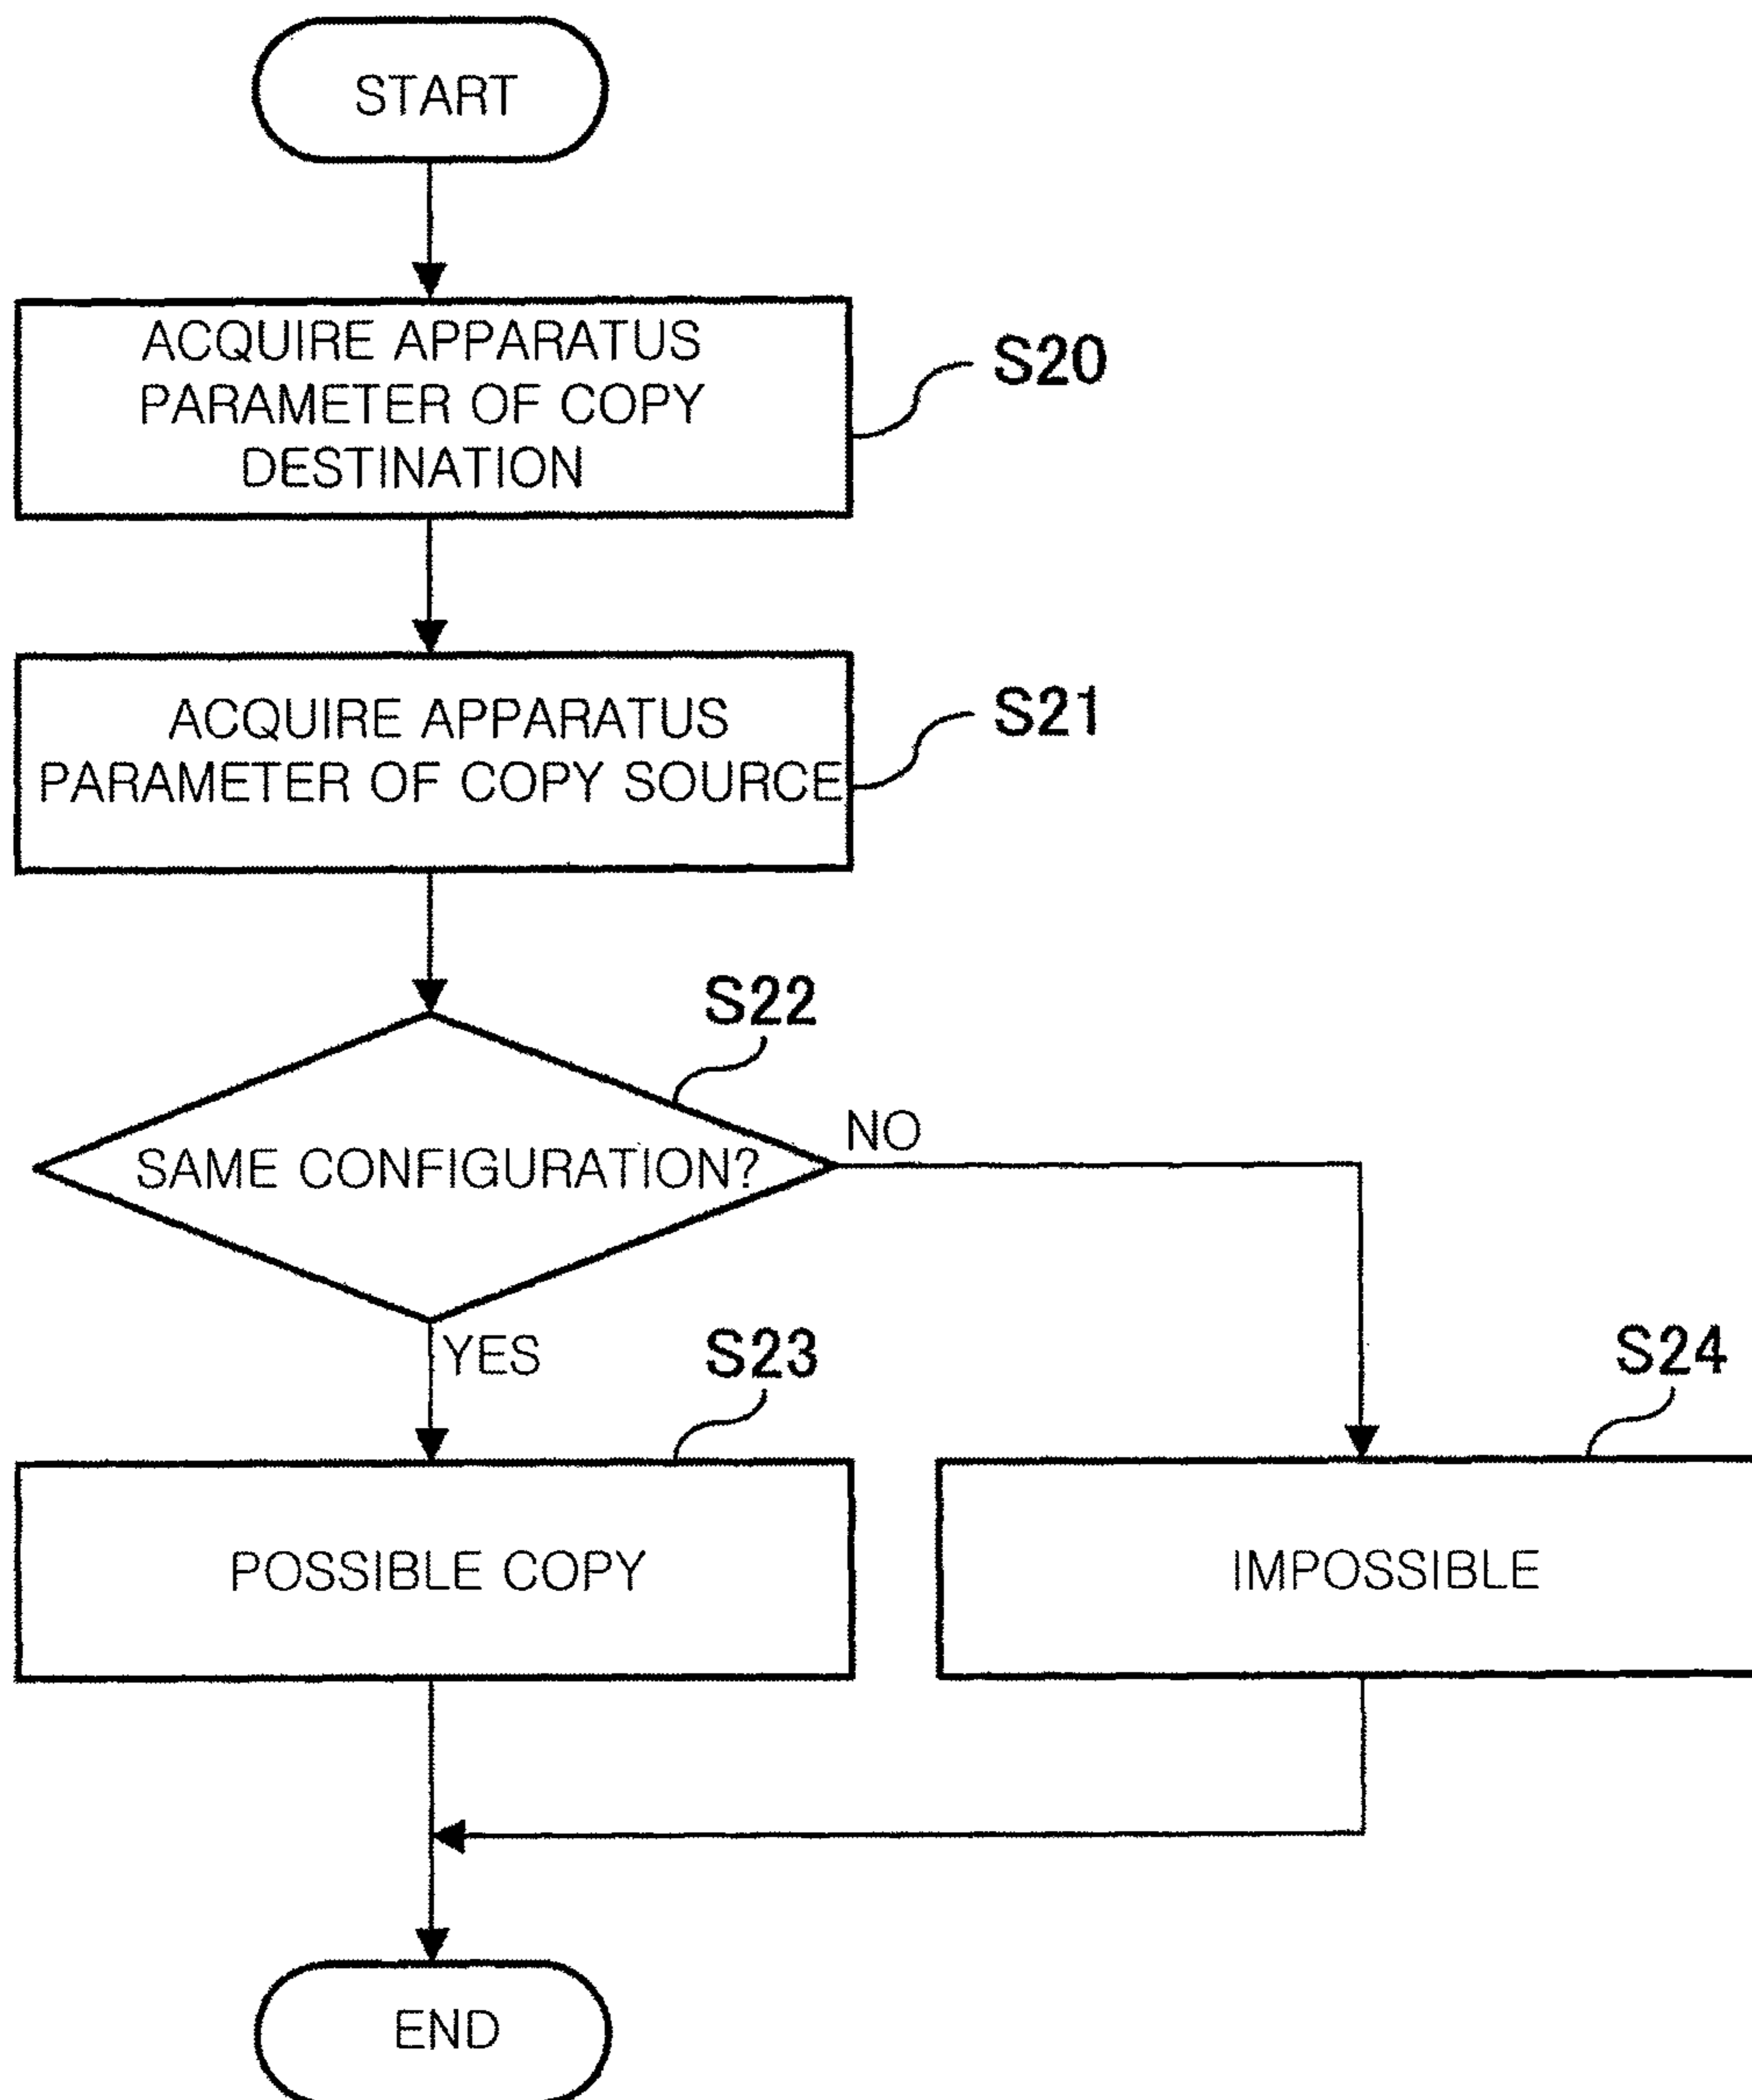 START
ACQUIRE APPARATUS
PARAMETER OF COPY
DESTINATION
S20
ACQUIRE APPARATUS
PARAMETER OF COPY SOURCE
S21
S22
SAME CONFIGURATION?
NO
YES
S23
POSSIBLE COPY
S24
IMPOSSIBLE
END